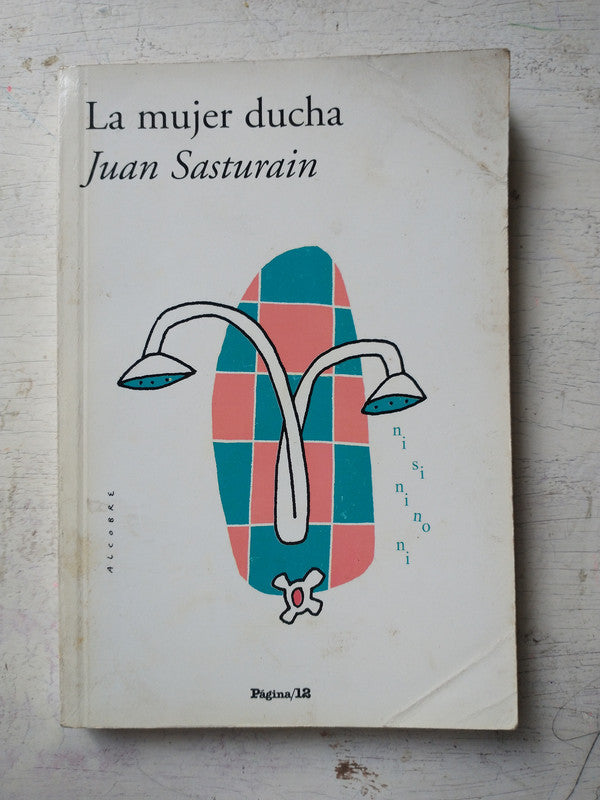 La mujer ducha
Juan Sasturain
ni
si
ni
no
ni
ALCOBRE
Página/12